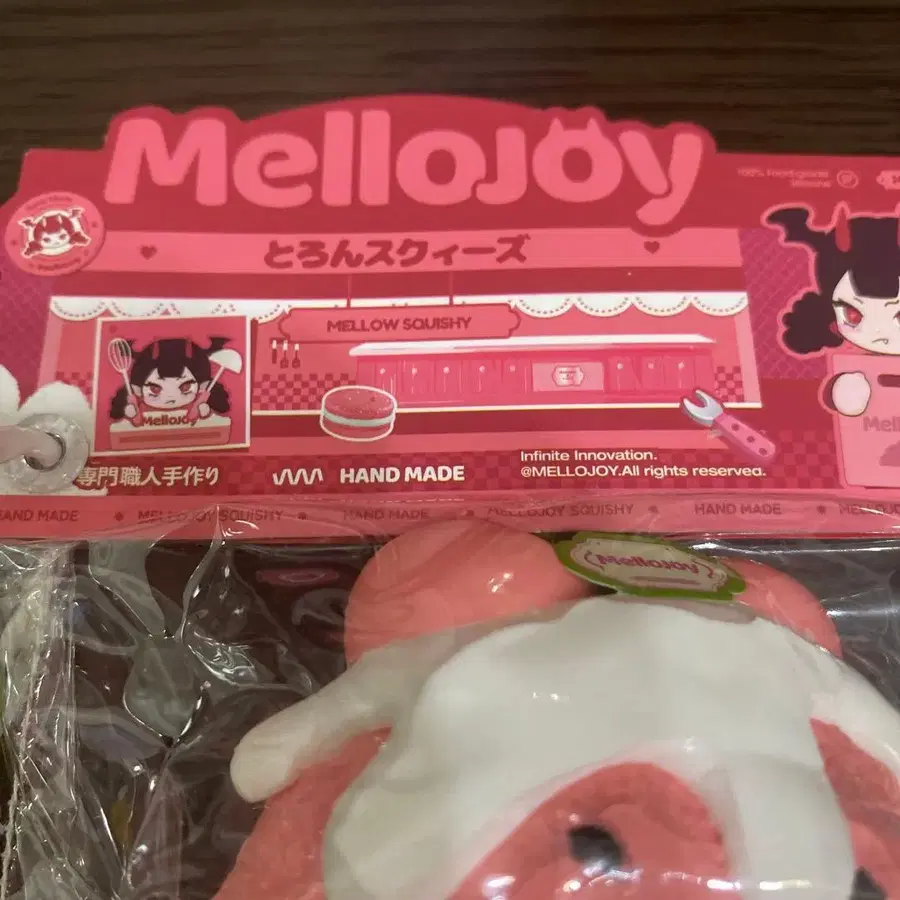 MelloJoy
100% Food grade
Silicone
とろんスクィーズ
MELLOW SQUISHY
MelloJoy
専門職人手作り
HAND MADE
Infinite Innovation.
@MELLOJOY.All rights reserved.
HAND MADE
MELLOJOY SQUISHY
HAND MADE
MELLOJOY SQUISHY
HAND MADE
MelloJoy